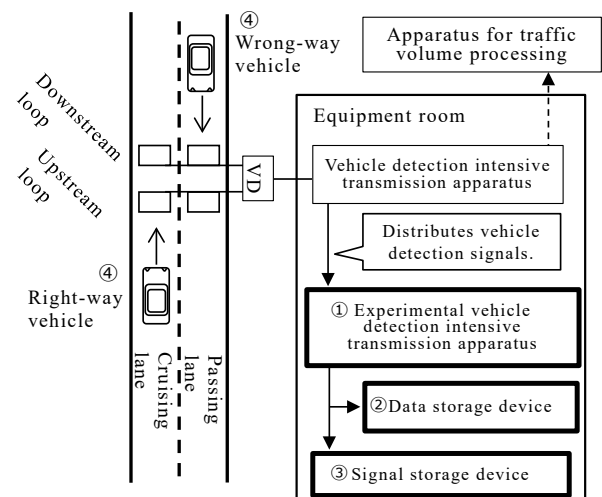 ④
Wrong-way
vehicle
Apparatus for traffic
volume processing
Downstream
loop
Upstream
loop
Equipment room
VD
Vehicle detection intensive
transmission apparatus
Distributes vehicle
detection signals.
④
Right-way
vehicle
① Experimental vehicle
detection intensive
transmission apparatus
Cruising
lane
Passing
lane
②Data storage device
③ Signal storage device